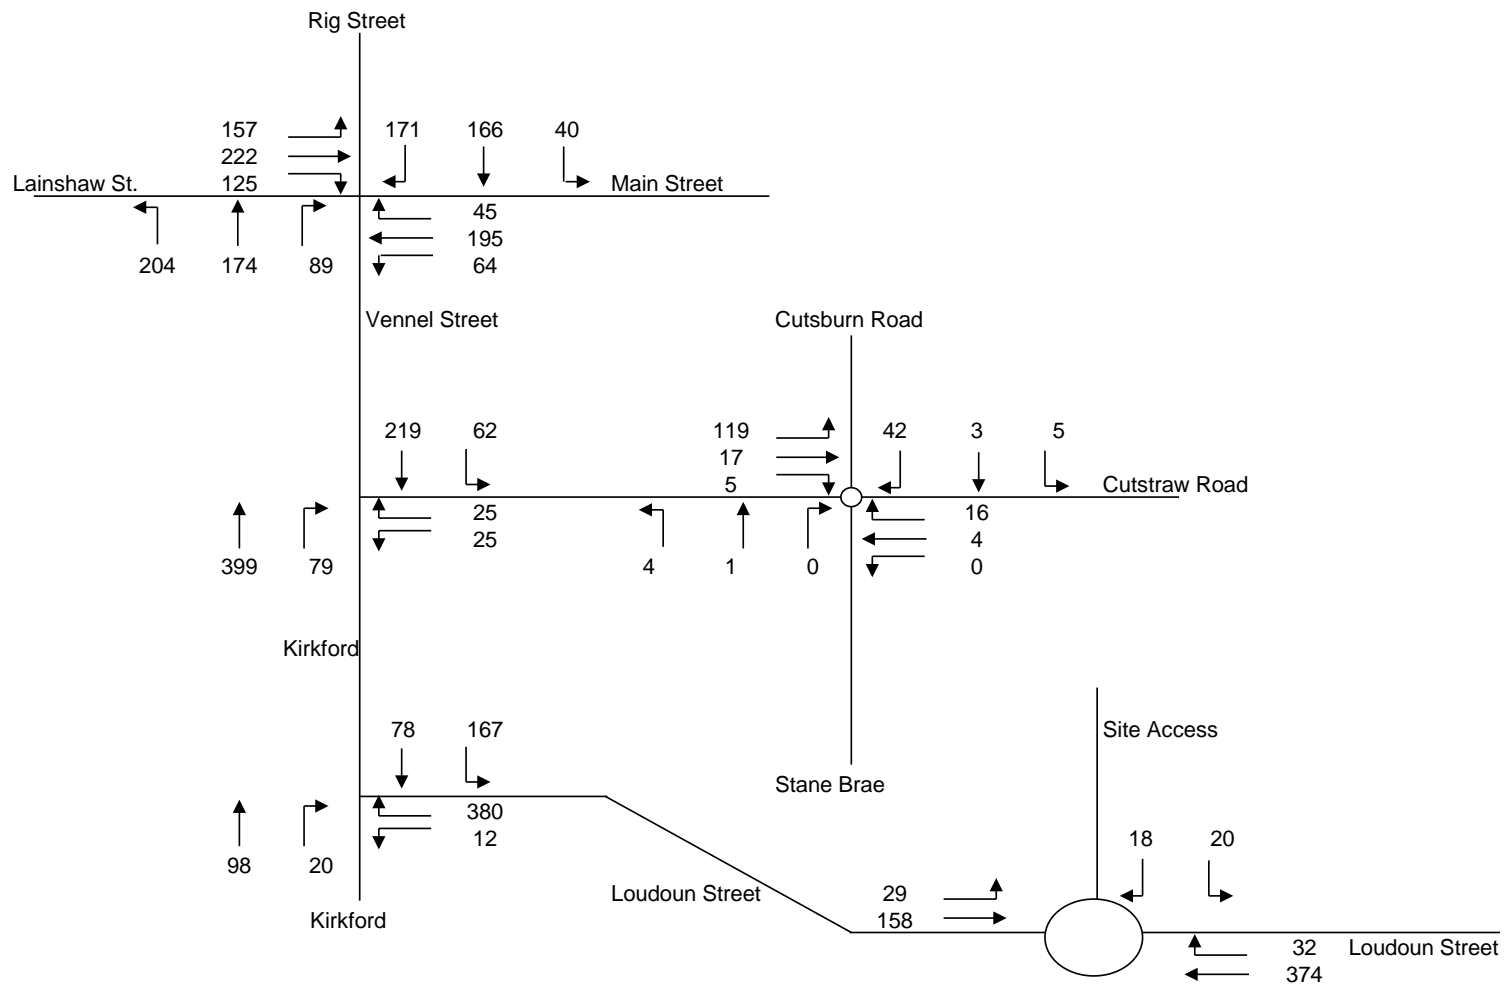 Rig Street
157 171 166 40
222
Lainshaw St. 125 Main Street
45
195
204 174 89 64
Vennel Street Cutsburn Road
219 62 119 42 3 5
17
5 Cutstraw Road
25 16
25 4
399 79 4 1 0 0
Kirkford
78 167 Site Access
Stane Brae
380
12 18 20
98 20
29
Loudoun Street
Kirkford 158
32 Loudoun Street
374